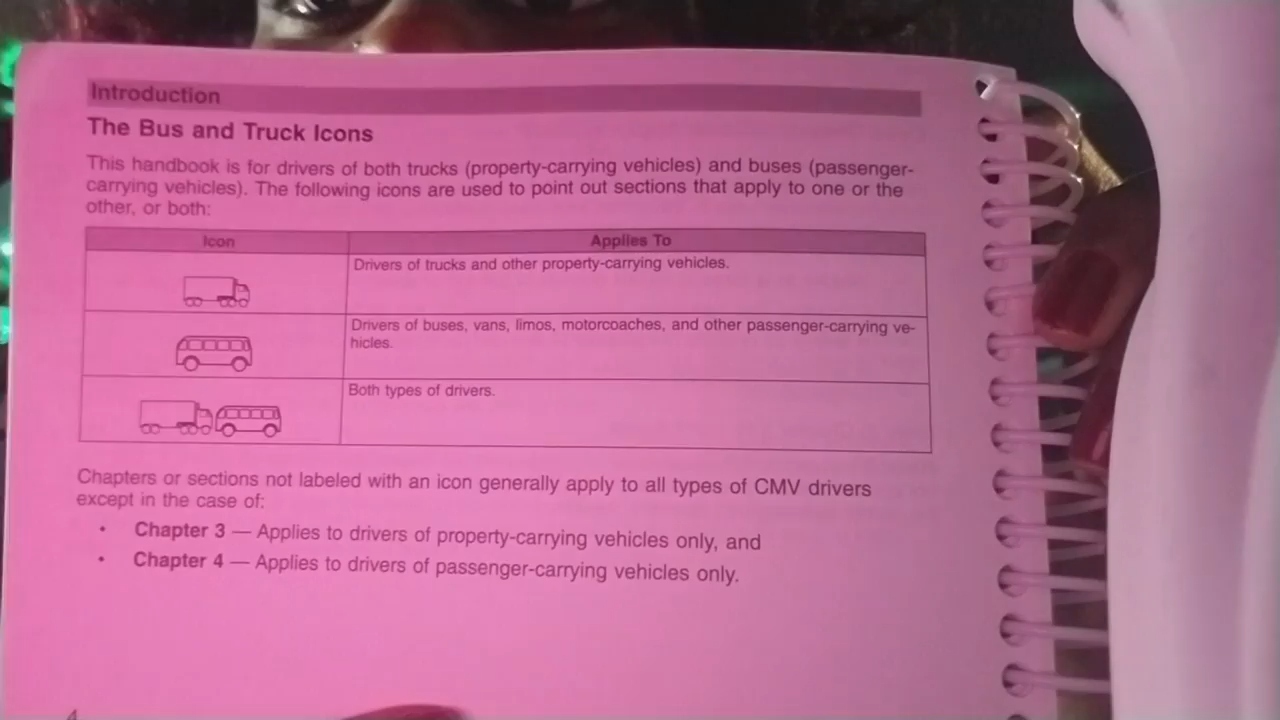 Introduction
The Bus and Truck Icons
This handbook is for drivers of both trucks (property-carrying vehicles) and buses (passenger-
carrying vehicles). The following icons are used to point out sections that apply to one or the
other, or both:
Icon Applies To
Drivers of trucks and other property-carrying vehicles.
Drivers of buses, vans, limos, motorcoaches, and other passenger-carrying ve-
hicles.
Both types of drivers.
Chapters or sections not labeled with an icon generally apply to all types of CMV drivers
except in the case of:
• Chapter 3 — Applies to drivers of property-carrying vehicles only, and
• Chapter 4 — Applies to drivers of passenger-carrying vehicles only.
4